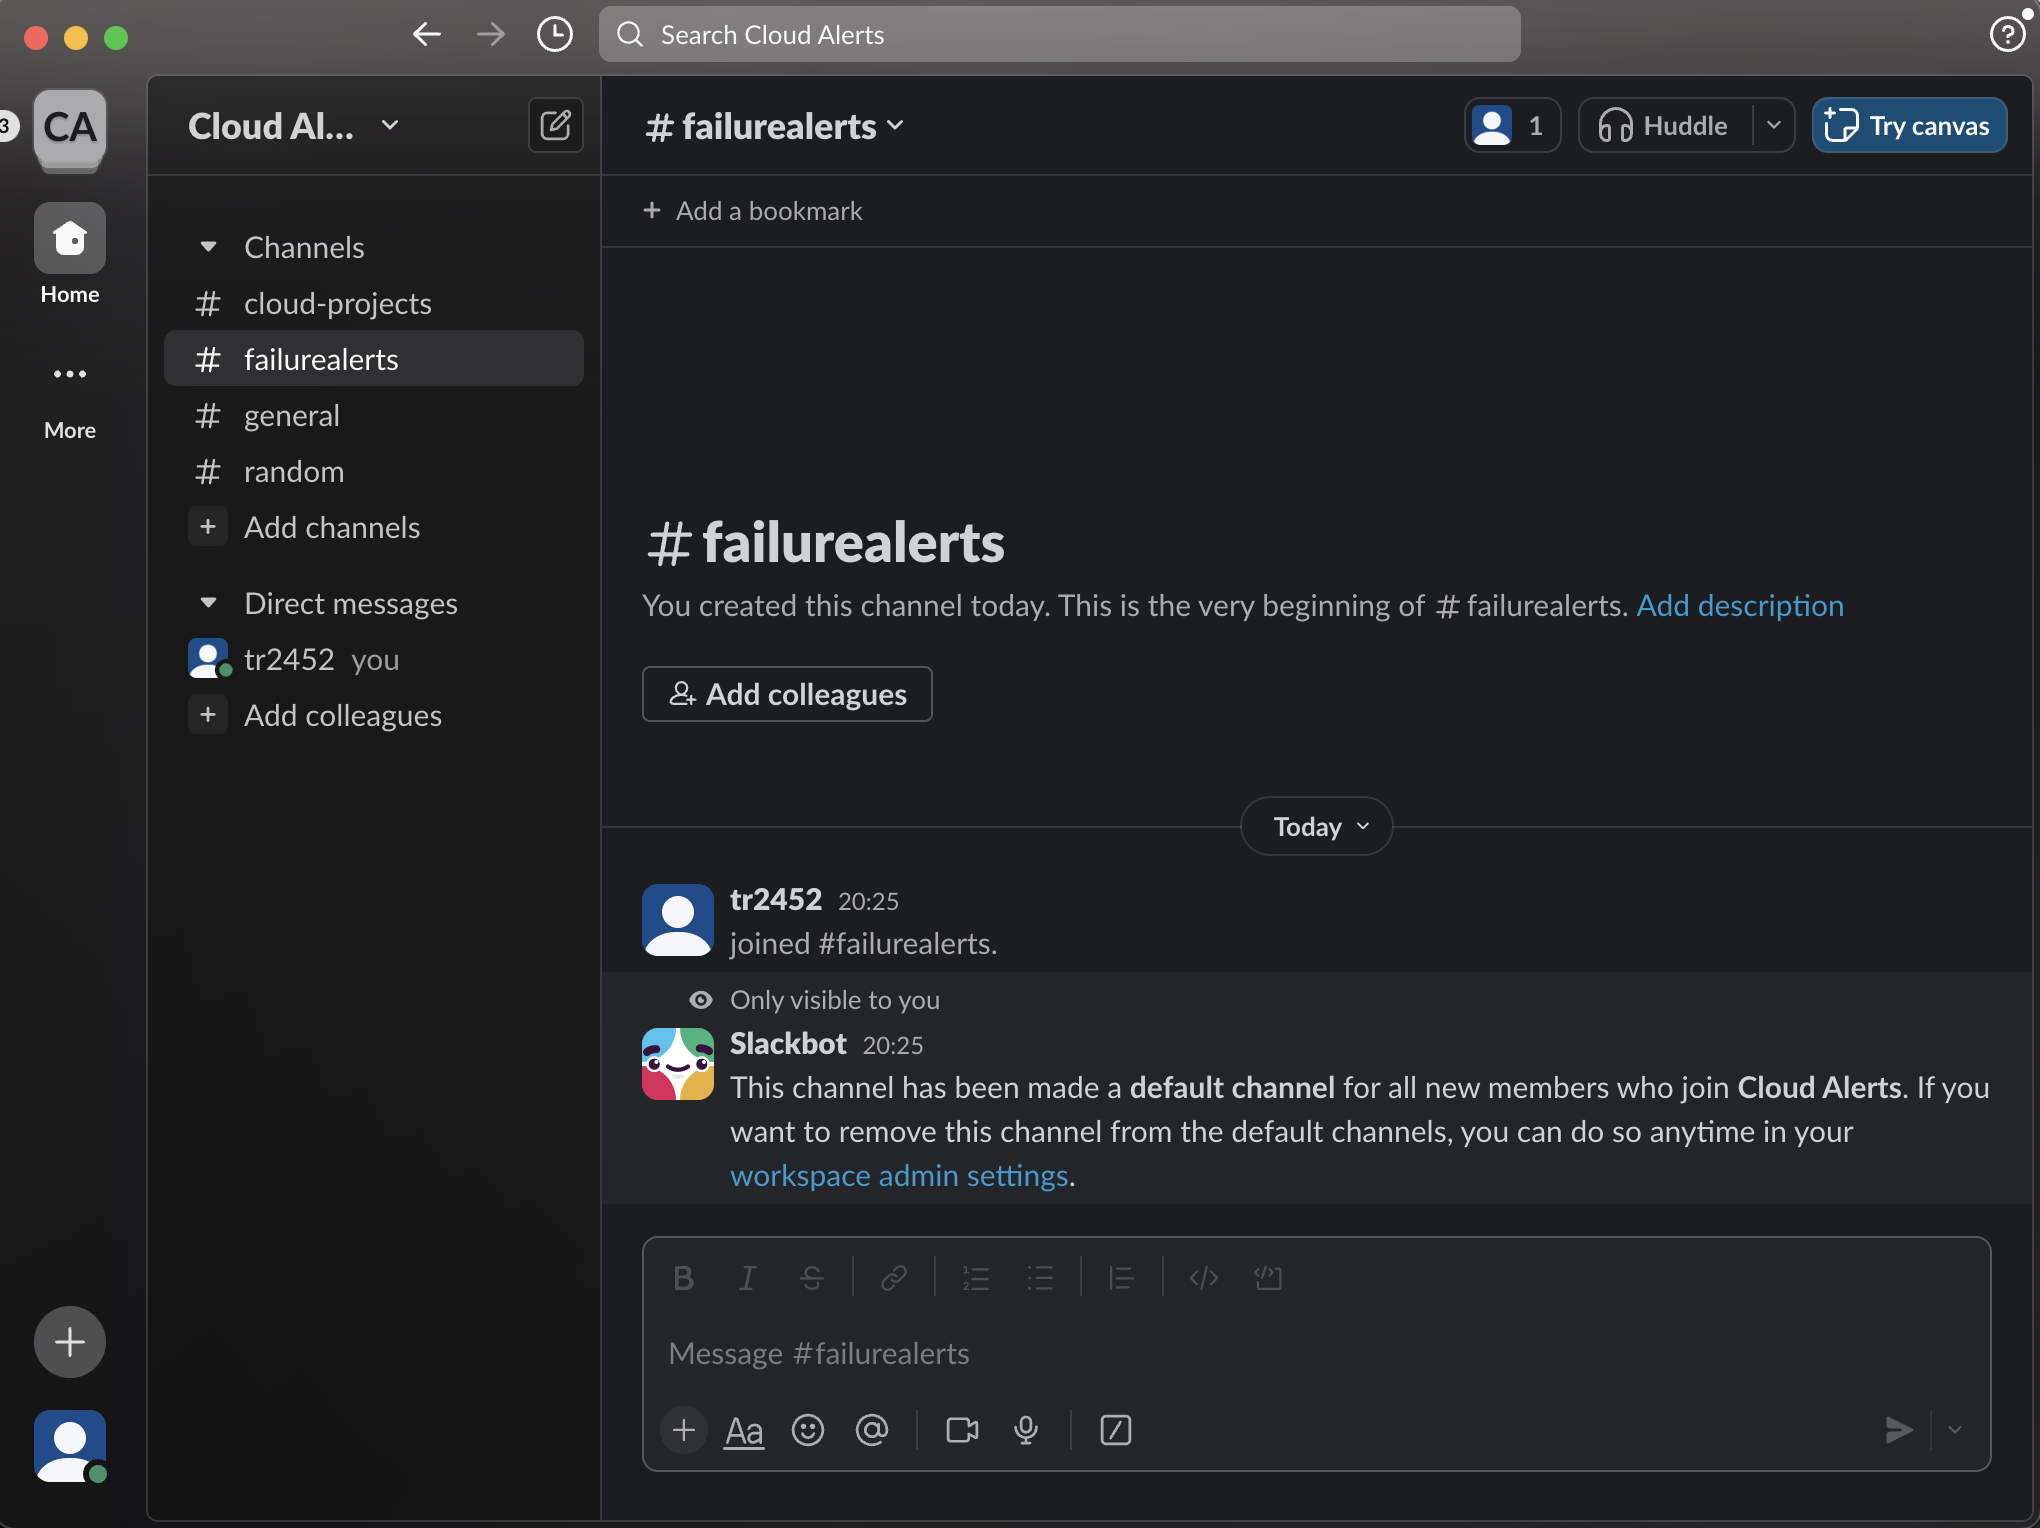 Search Cloud Alerts
3
CA
Home
More
Cloud Al...
Channels
# cloud-projects
# failurealerts
# general
# random
+ Add channels
Direct messages
tr2452 you
+ Add colleagues
# failurealerts
1
Huddle
Try canvas
+ Add a bookmark
# failurealerts
You created this channel today. This is the very beginning of # failurealerts. Add description
Add colleagues
Today
tr2452 20:25
joined #failurealerts.
Only visible to you
Slackbot 20:25
This channel has been made a default channel for all new members who join Cloud Alerts. If you
want to remove this channel from the default channels, you can do so anytime in your
workspace admin settings.
B I S
Message #failurealerts
+ Aa @